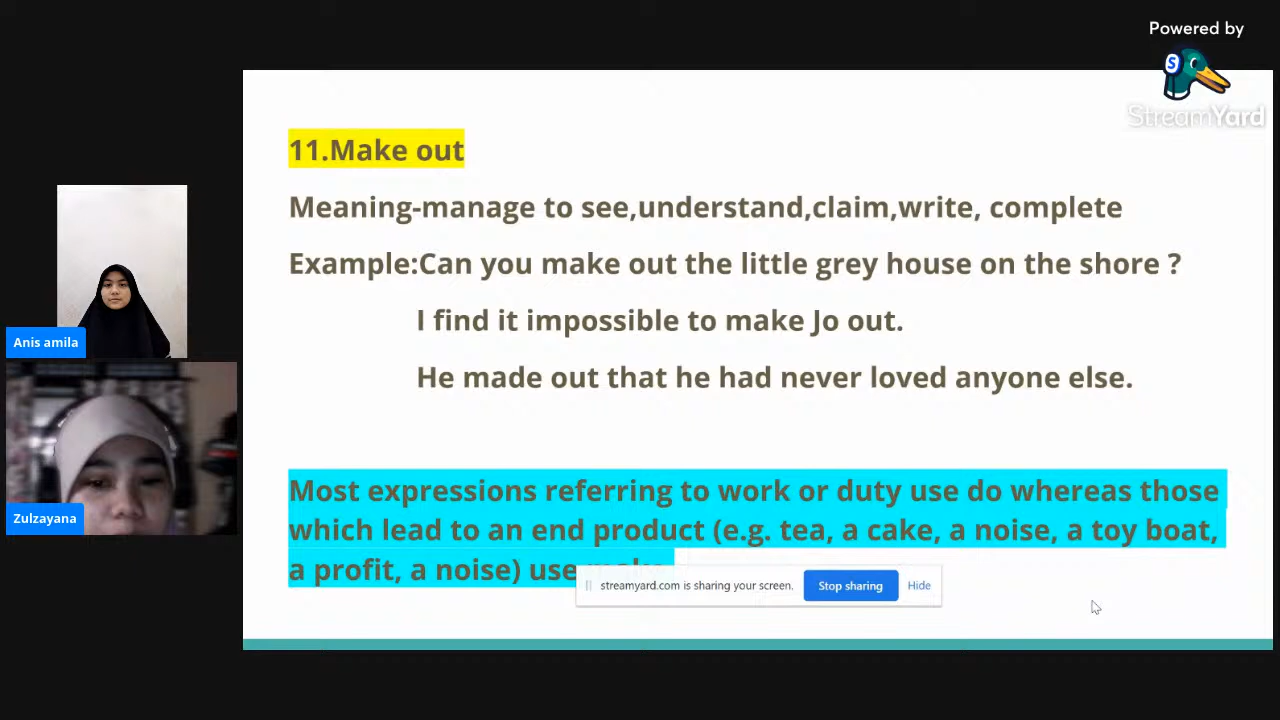 Powered by
StreamYard
11.Make out
Meaning-manage to see,understand,claim,write, complete
Example:Can you make out the little grey house on the shore ?
I find it impossible to make Jo out.
He made out that he had never loved anyone else.
Most expressions referring to work or duty use do whereas those
which lead to an end product (e.g. tea, a cake, a noise, a toy boat,
a profit, a noise) use
streamyard.com is sharing your screen. Stop sharing Hide
Anis amila
Zulzayana